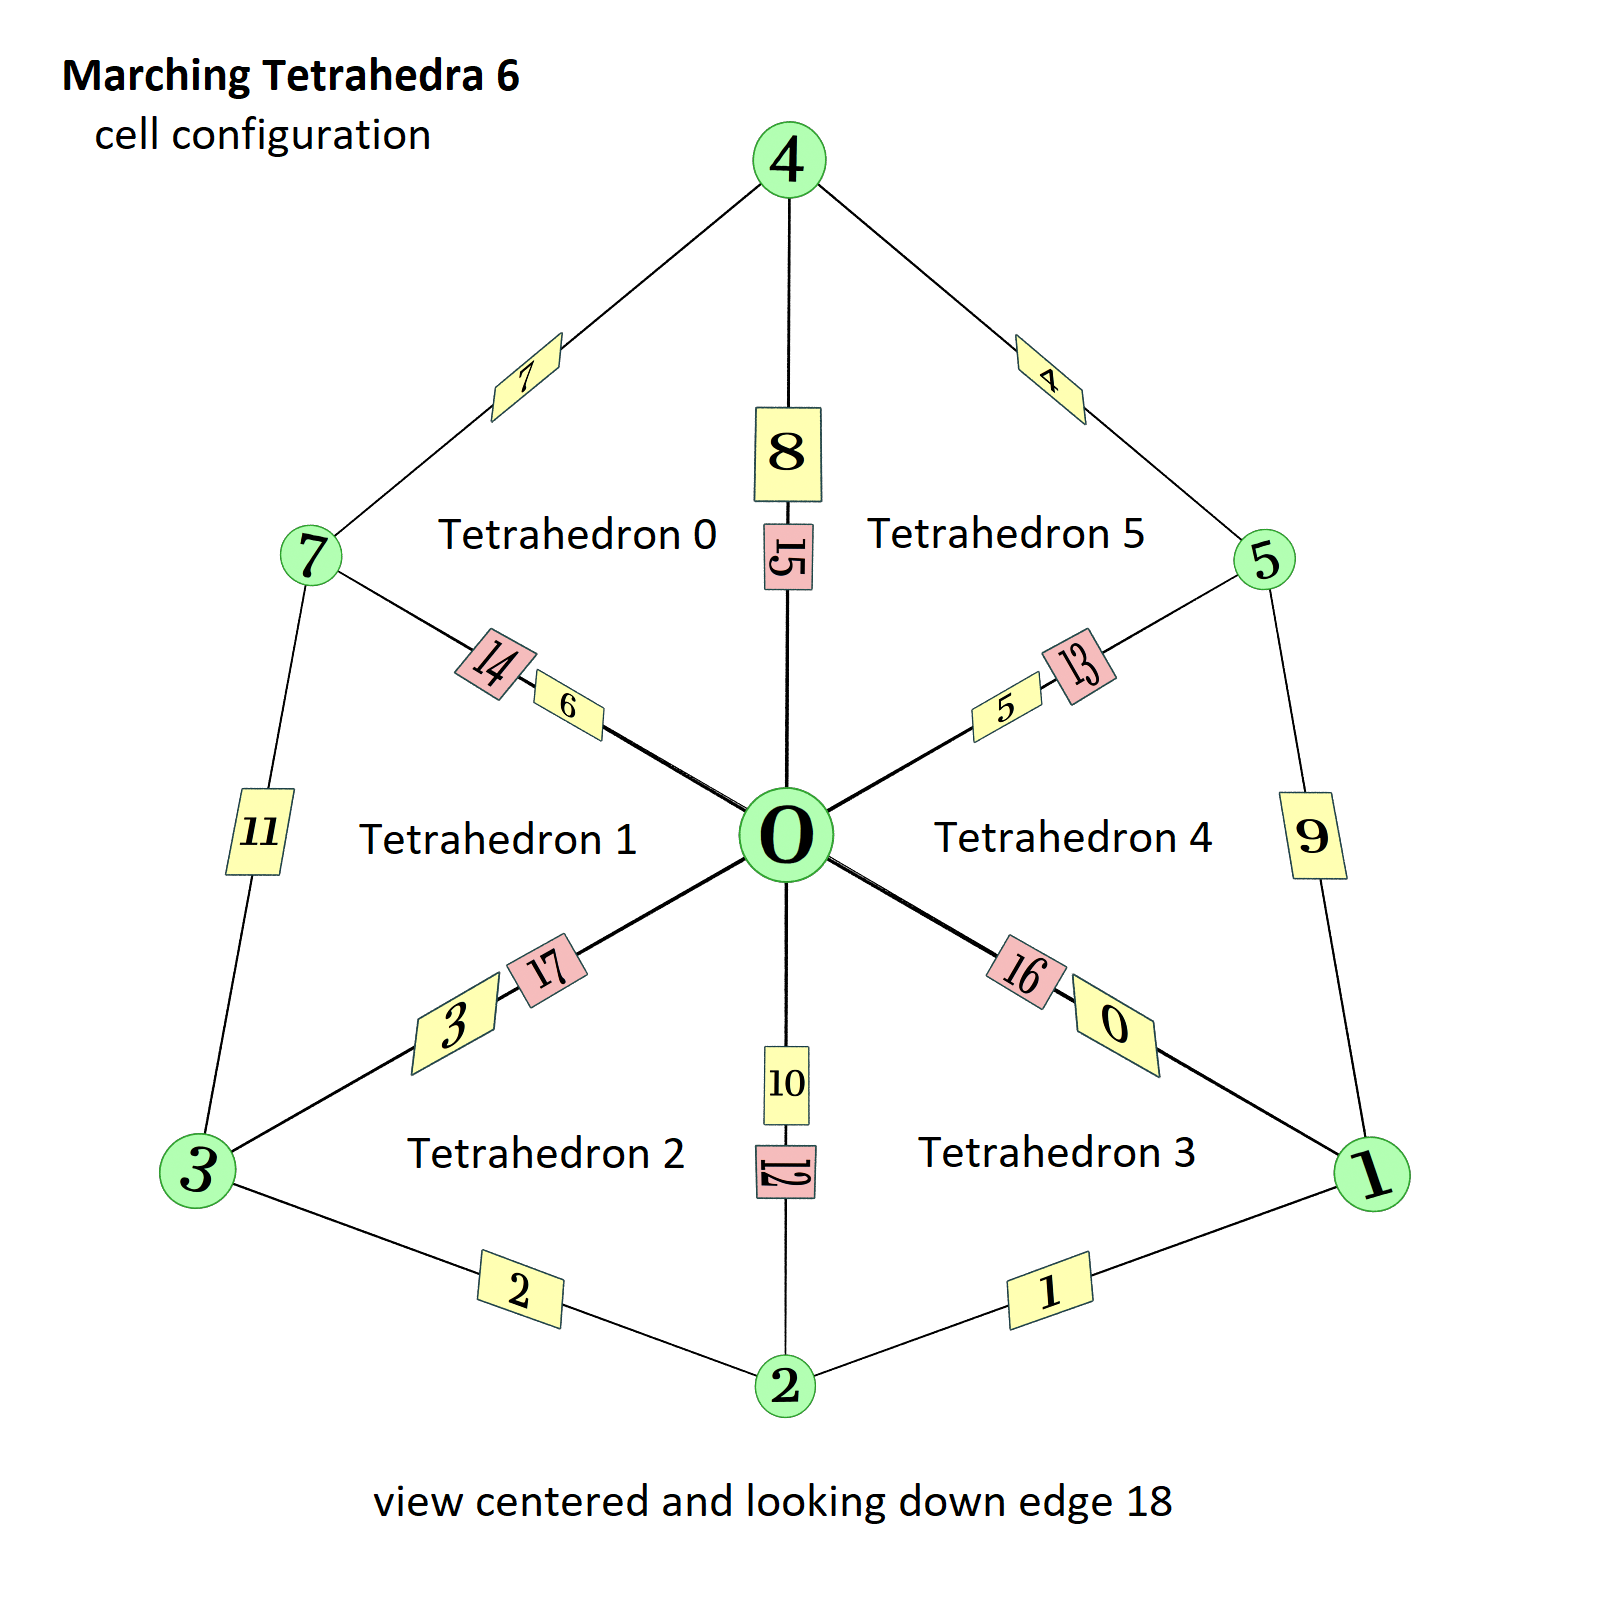 Marching Tetrahedra 6
cell configuration
4
7
4
8
Tetrahedron 0
Tetrahedron 5
15
7
5
14
6
13
5
11
Tetrahedron 1
0
Tetrahedron 4
9
17
16
3
0
10
Tetrahedron 2
Tetrahedron 3
12
3
1
2
1
2
view centered and looking down edge 18